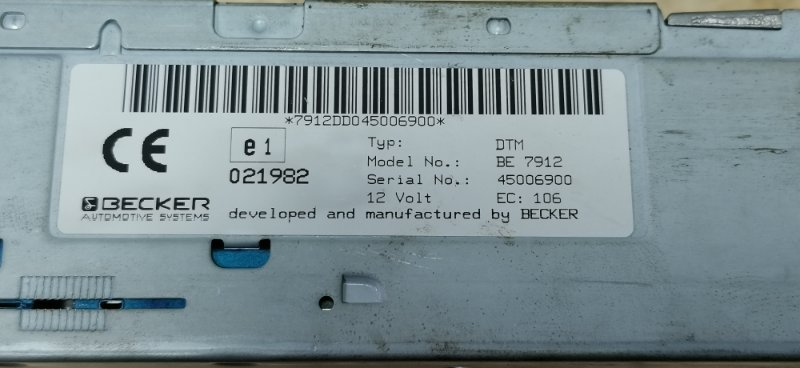 *7912DD045006900*
CE
e1
021982
Typ: DTM
Model No.: BE 7912
Serial No.: 45006900
12 Volt EC: 106
BECKER
AUTOMOTIVE SYSTEMS
developed and manufactured by BECKER